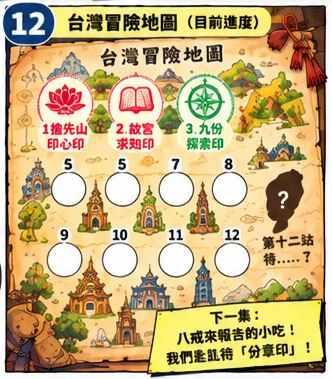 12 台灣冒險地圖（目前進度）
台灣冒險地圖
1搶先山
印心印
2.故宮
求知印
3.九份
探索印
5 5 7 8
9 10 11 12
?
第十二站
待.....？
下一集：
八戒來報吿的小吃！
我們 待「分章印」！